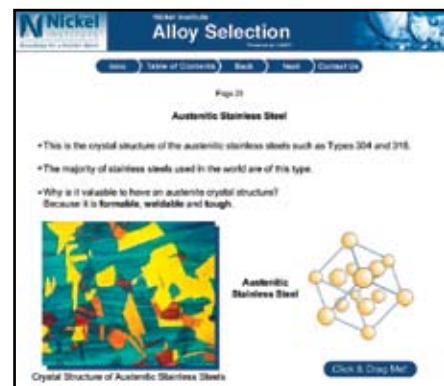 Nickel
Nickel Institute
Alloy Selection
Intro
Table of Contents
Back
Next
Contact Us
Austenitic Stainless Steel
• This is the crystal structure of the austenitic stainless steels such as Types 304 and 316.
• The majority of stainless steels used in the world are of this type.
• Why is it valuable to have an austenite crystal structure?
Because it is formable, weldable and tough.
Austenitic
Stainless Steel
Crystal Structure of Austenitic Stainless Steels
Click & Drag Me!